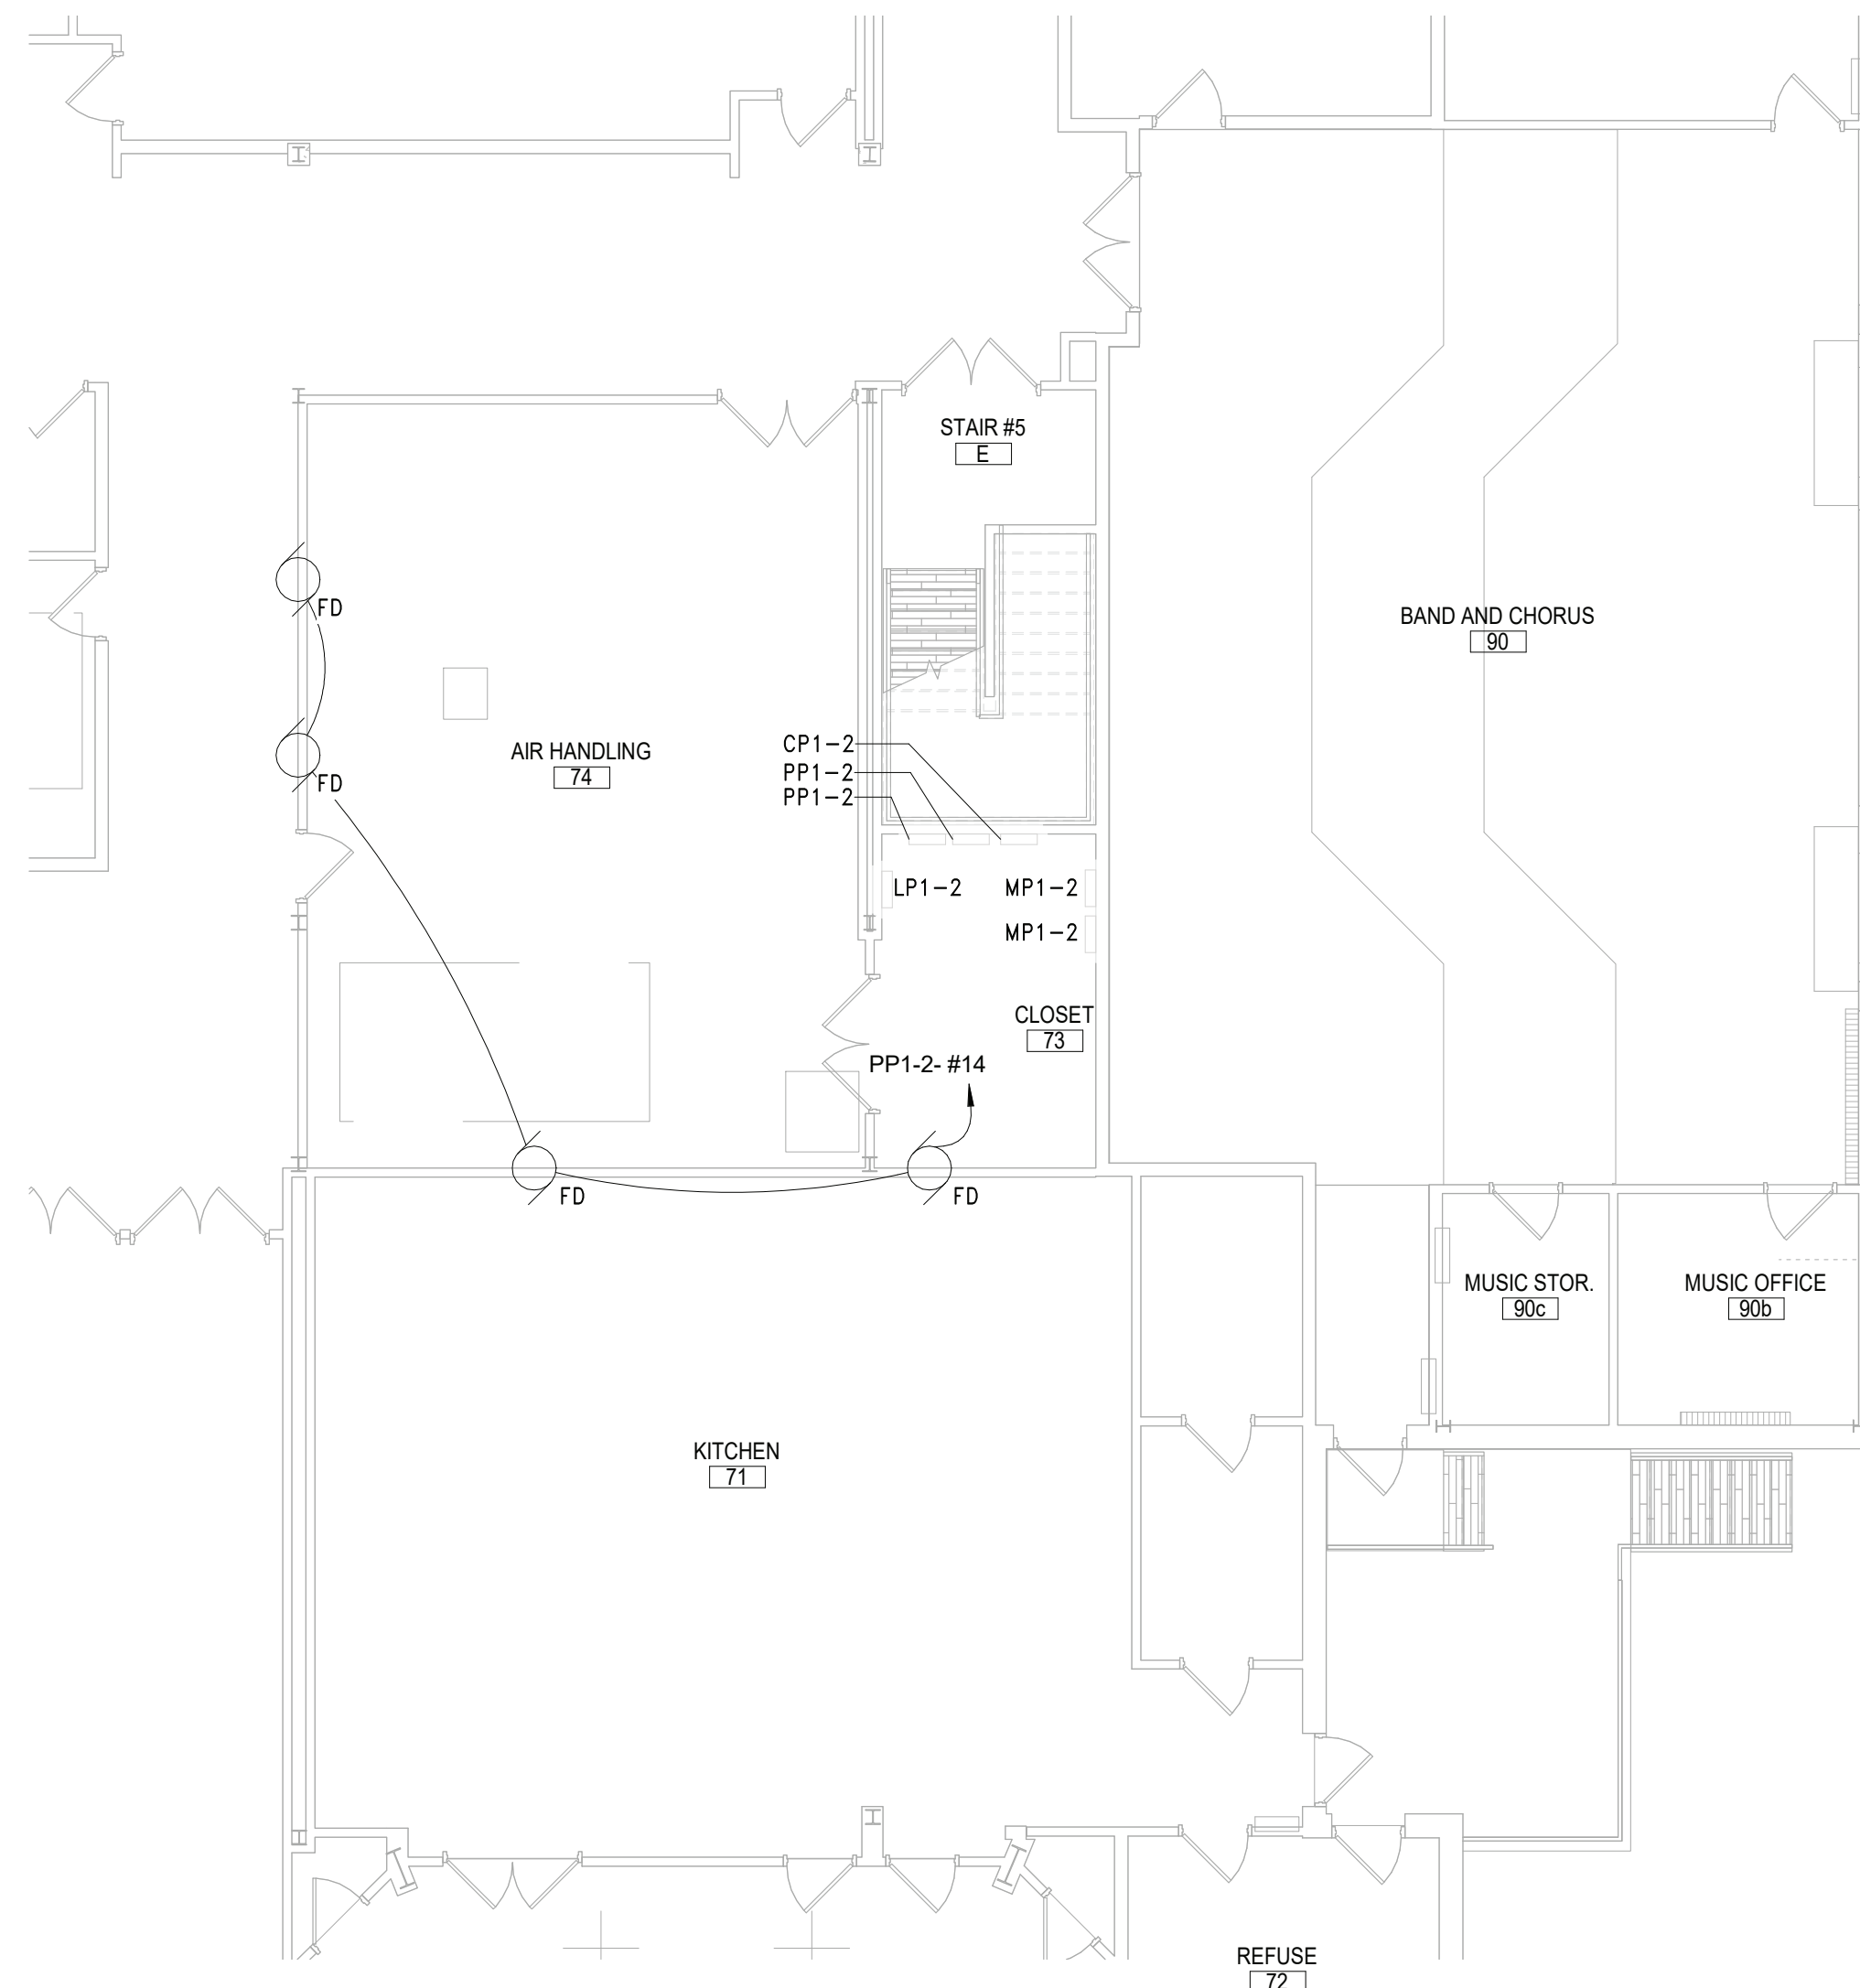 STAIR #5
E
FD
BAND AND CHORUS
90
CP1-2
AIR HANDLING
74
PP1-2
FD
PP1-2
LP1-2
MP1-2
MP1-2
CLOSET
73
PP1-2- #14
FD
FD
MUSIC STOR.
90c
MUSIC OFFICE
90b
KITCHEN
71
REFUSE
72